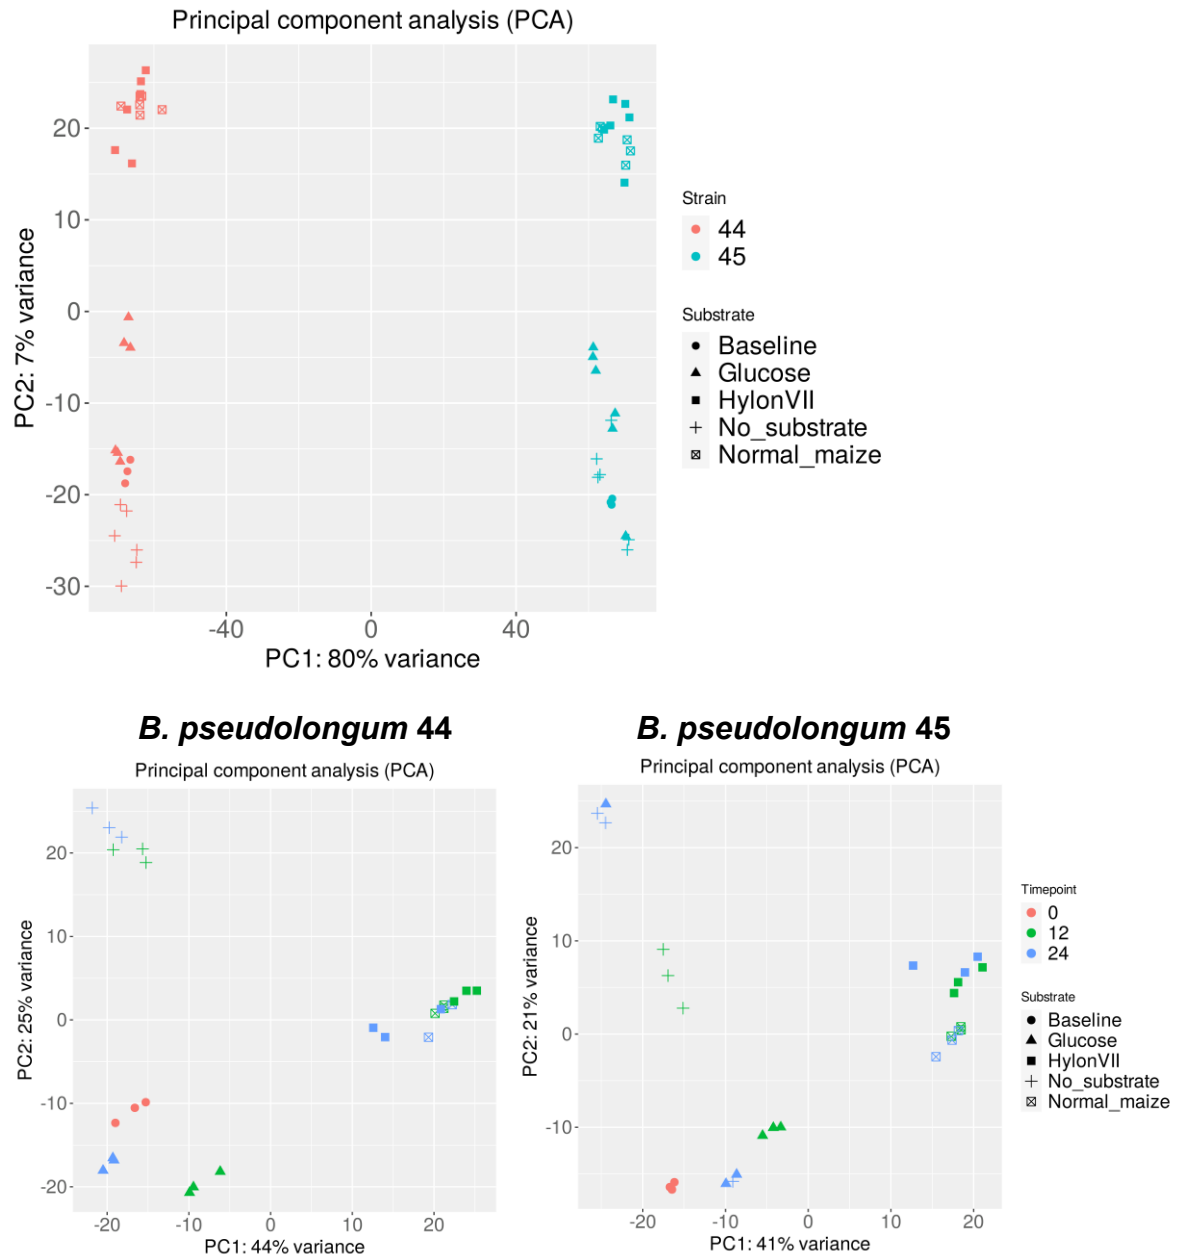 Principal component analysis (PCA)
PC2: 7% variance
20
10
0
-10
-20
-30
-40
0
40
PC1: 80% variance
Strain
44
45
Substrate
Baseline
Glucose
HylonVII
No_substrate
Normal_maize
B. pseudolongum 44
Principal component analysis (PCA)
PC2: 25% variance
20
10
0
-10
-20
-20
-10
0
10
20
PC1: 44% variance
B. pseudolongum 45
Principal component analysis (PCA)
PC2: 21% variance
20
10
0
-10
-20
-10
0
10
20
PC1: 41% variance
Timepoint
0
12
24
Substrate
Baseline
Glucose
HylonVII
No_substrate
Normal_maize